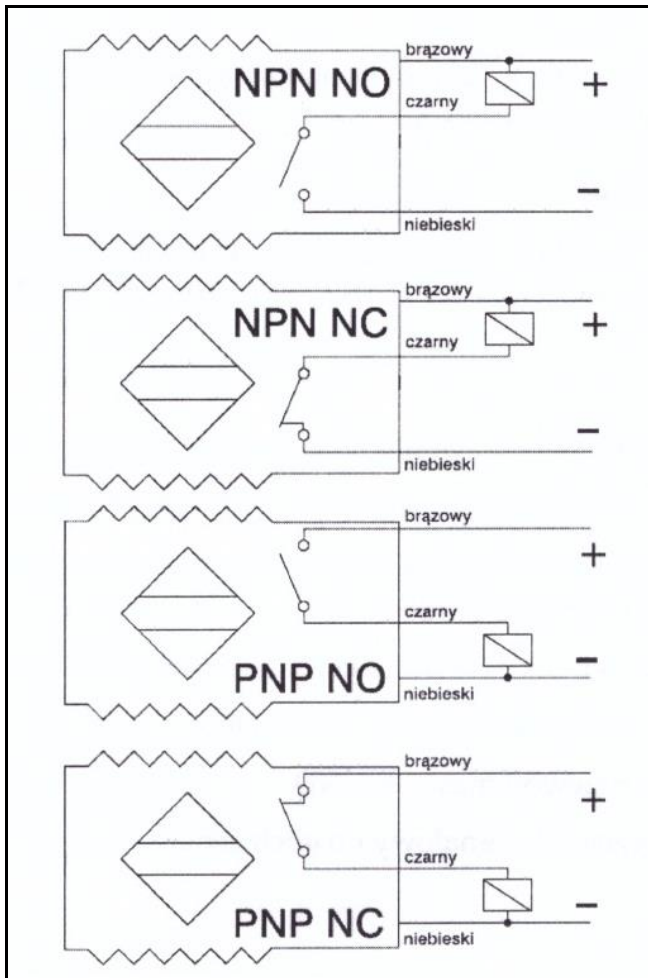 brązowy
NPN NO
+
czarny
−
niebieski
brązowy
NPN NC
+
czarny
−
niebieski
brązowy
+
czarny
PNP NO
−
niebieski
brązowy
+
czarny
PNP NC
−
niebieski